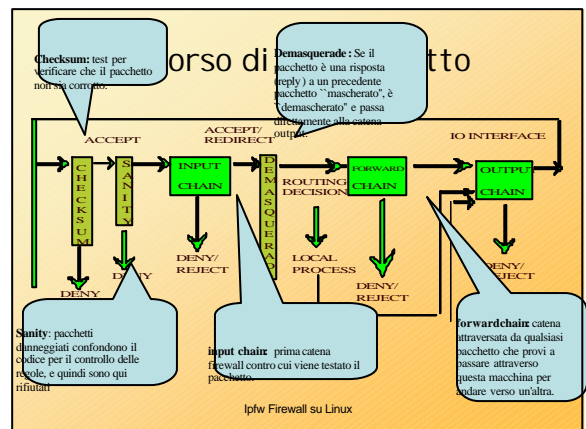 orso di
tto
Checksum: test per
verificare che il pacchetto
non sia corrotto.
Demasquerade: Se il
pacchetto è una risposta
(reply) a un precedente
pacchetto ``mascherato'', è
``demascherato'' e passa
direttamente alla catena
output.
ACCEPT
ACCEPT/
REDIRECT
IO INTERFACE
CHECKSUM
SANITY
INPUT
CHAIN
DEMASQUERAD
ROUTING
DECISION
FORWARD
CHAIN
OUTPUT
CHAIN
DENY
DENY
DENY/
REJECT
LOCAL
PROCESS
DENY/
REJECT
DENY/
REJECT
Sanity: pacchetti
danneggiati confondono il
codice per il controllo delle
regole, e quindi sono qui
rifiutati
input chain: prima catena
firewall contro cui viene testato il
pacchetto.
forwardchain: catena
attraversata da qualsiasi
pacchetto che provi a
passare attraverso
questa macchina per
andare verso un'altra.
Ipfw Firewall su Linux